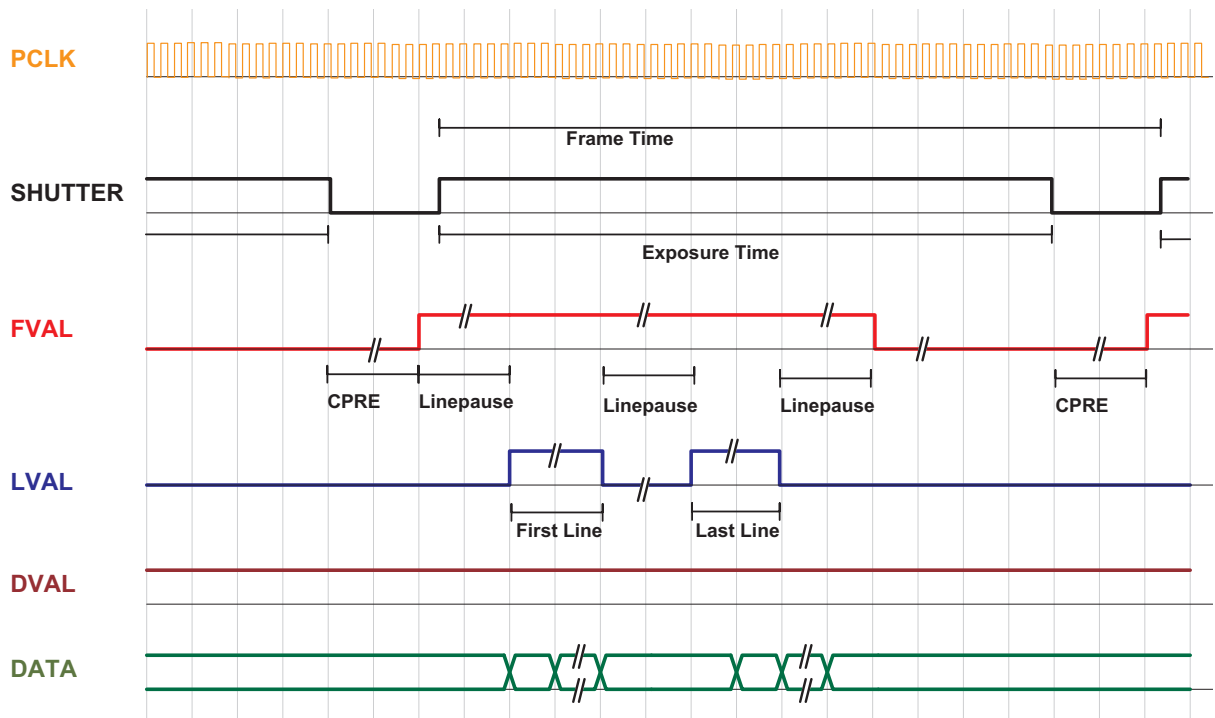 PCLK
Frame Time
SHUTTER
Exposure Time
FVAL
CPRE
Linepause
Linepause
Linepause
CPRE
LVAL
First Line
Last Line
DVAL
DATA